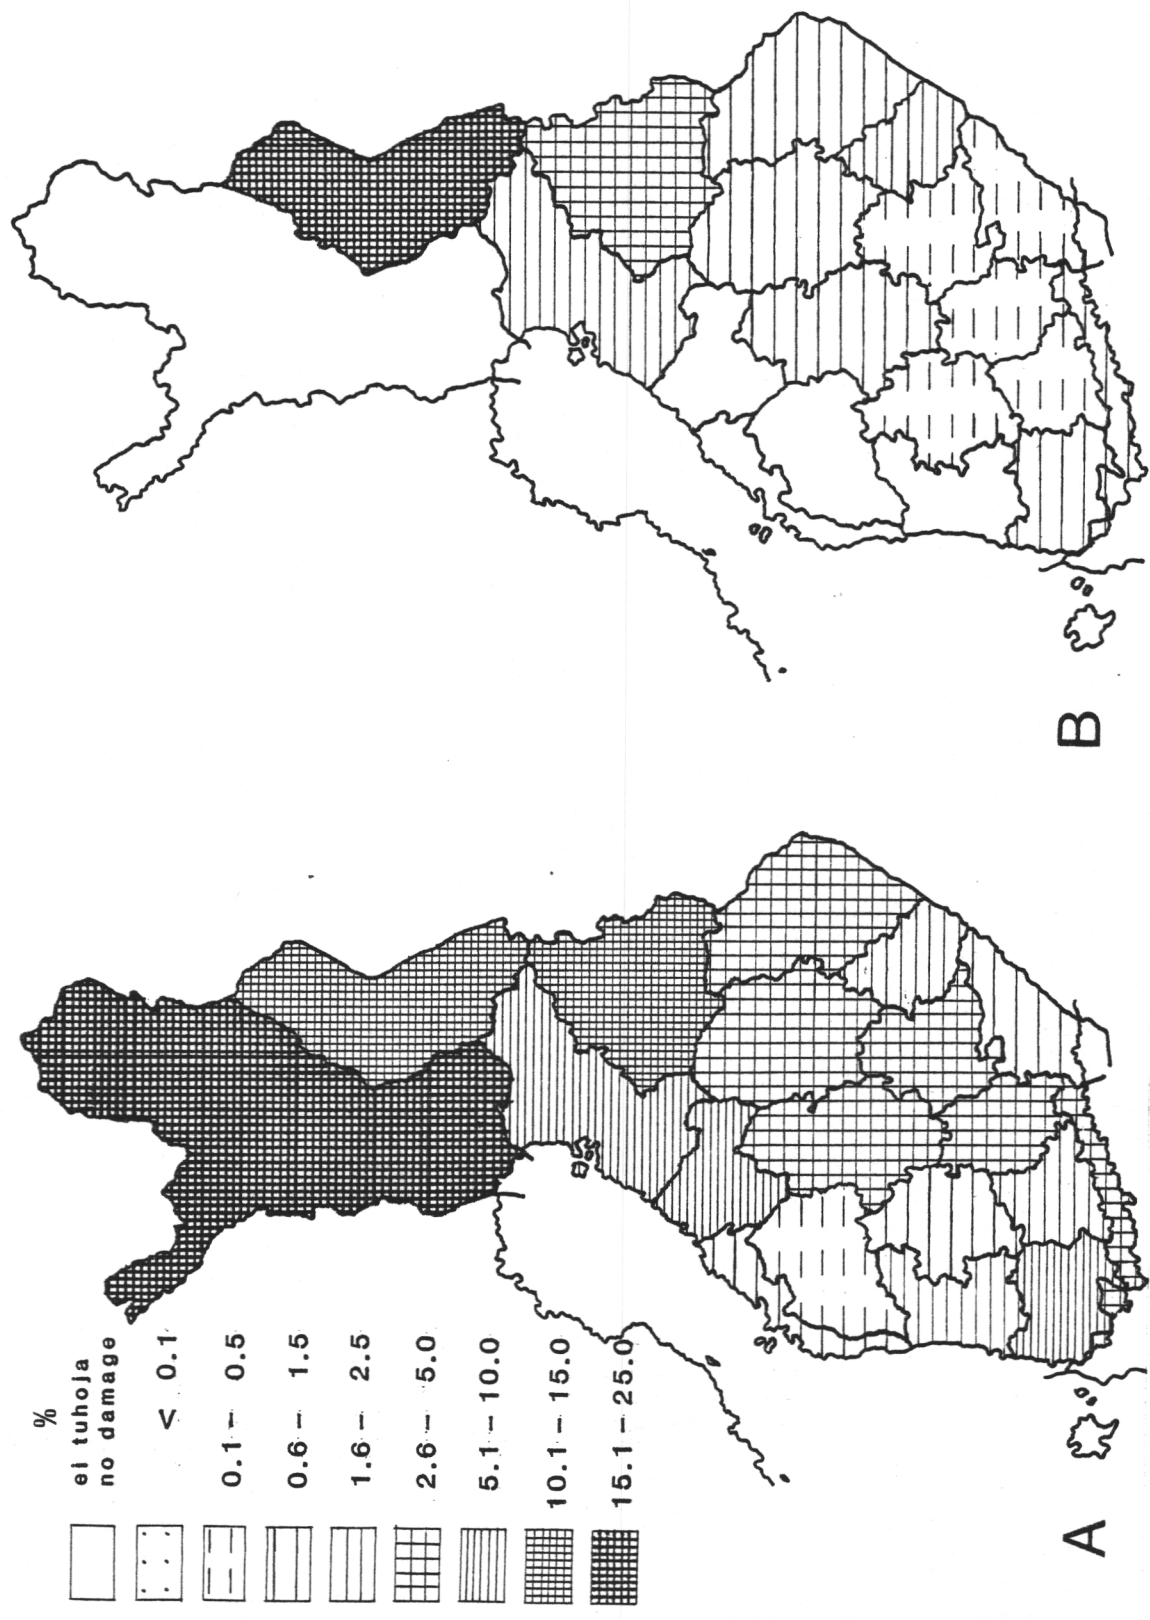 %
ei tuhoja
no damage
< 0.1
0.1 – 0.5
0.6 – 1.5
1.6 – 2.5
2.6 – 5.0
5.1 – 10.0
10.1 – 15.0
15.1 – 25.0
A
B